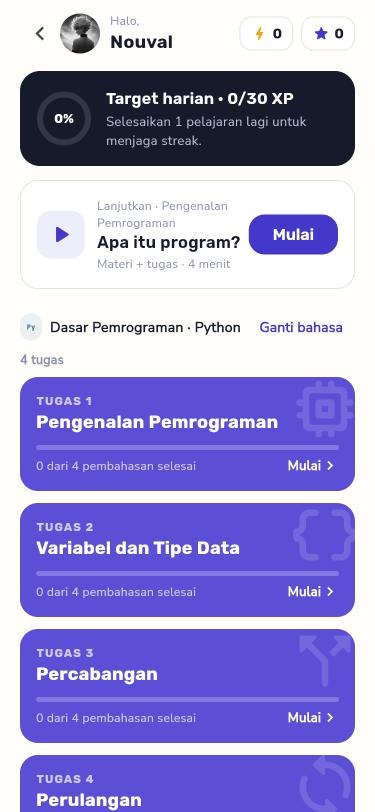 Halo,
Nouval
0
0
0%
Target harian • 0/30 XP
Selesaikan 1 pelajaran lagi untuk
menjaga streak.
Lanjutkan · Pengenalan
Pemrograman
Apa itu program?
Materi + tugas · 4 menit
Mulai
Py
Dasar Pemrograman · Python
Ganti bahasa
4 tugas
TUGAS 1
Pengenalan Pemrograman
0 dari 4 pembahasan selesai
Mulai
TUGAS 2
Variabel dan Tipe Data
0 dari 4 pembahasan selesai
Mulai
TUGAS 3
Percabangan
0 dari 4 pembahasan selesai
Mulai
TUGAS 4
Perulangan